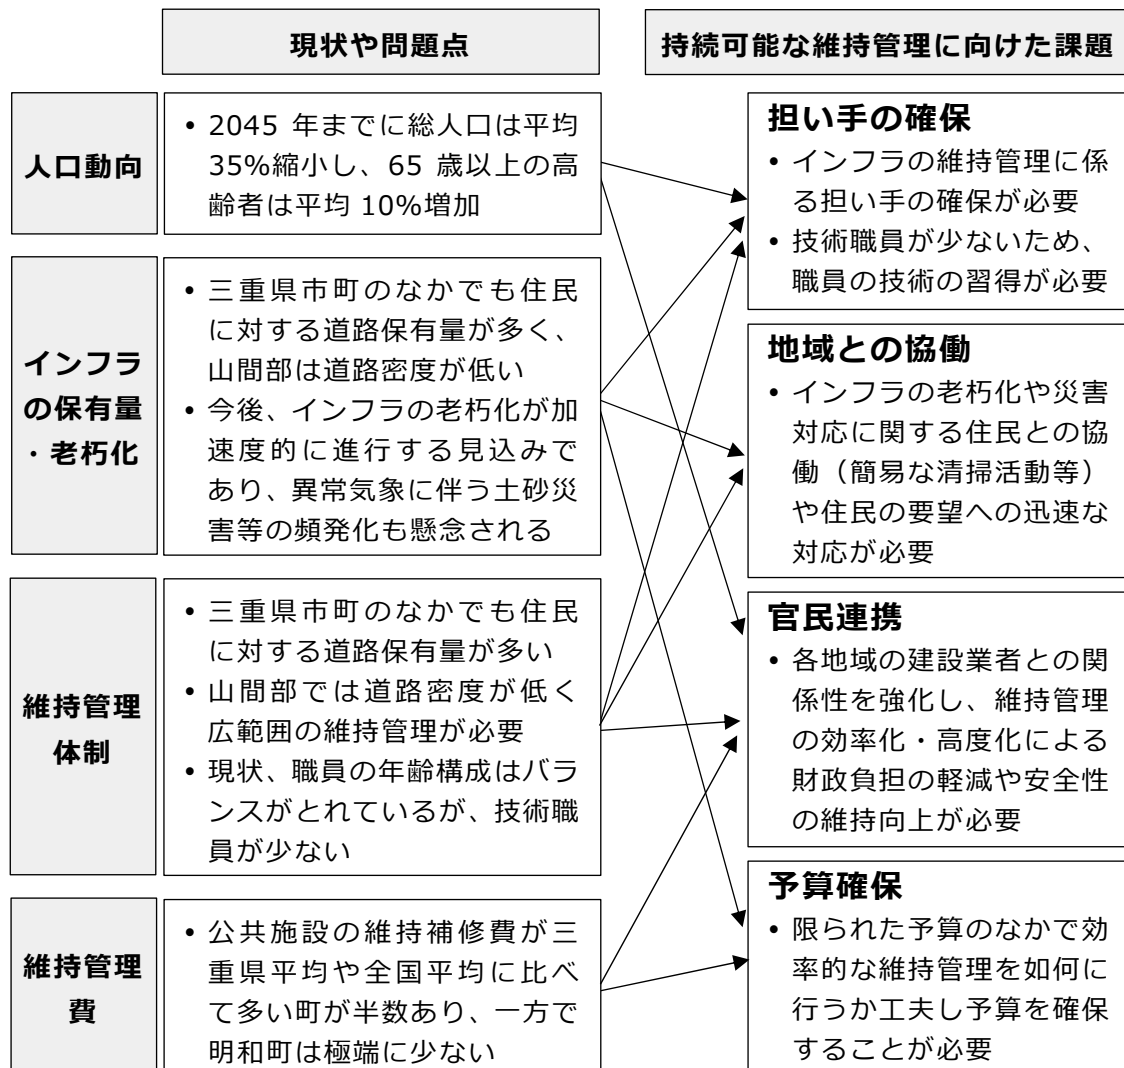 現状や問題点
持続可能な維持管理に向けた課題
人口動向
• 2045 年までに総人口は平均
35%縮小し、65 歳以上の高
齢者は平均 10%増加
インフラ
の保有量
・老朽化
• 三重県市町のなかでも住民
に対する道路保有量が多く、
山間部は道路密度が低い
• 今後、インフラの老朽化が加
速度的に進行する見込みで
あり、異常気象に伴う土砂災
害等の頻発化も懸念される
維持管理
体制
• 三重県市町のなかでも住民
に対する道路保有量が多い
• 山間部では道路密度が低く
広範囲の維持管理が必要
• 現状、職員の年齢構成はバラ
ンスがとれているが、技術職
員が少ない
維持管理
費
• 公共施設の維持補修費が三
重県平均や全国平均に比べ
て多い町が半数あり、一方で
明和町は極端に少ない
担い手の確保
• インフラの維持管理に係
る担い手の確保が必要
• 技術職員が少ないため、
職員の技術の習得が必要
地域との協働
• インフラの老朽化や災害
対応に関する住民との協
働（簡易な清掃活動等）
や住民の要望への迅速な
対応が必要
官民連携
• 各地域の建設業者との関
係性を強化し、維持管理
の効率化・高度化による
財政負担の軽減や安全性
の維持向上が必要
予算確保
• 限られた予算のなかで効
率的な維持管理を如何に
行うか工夫し予算を確保
することが必要